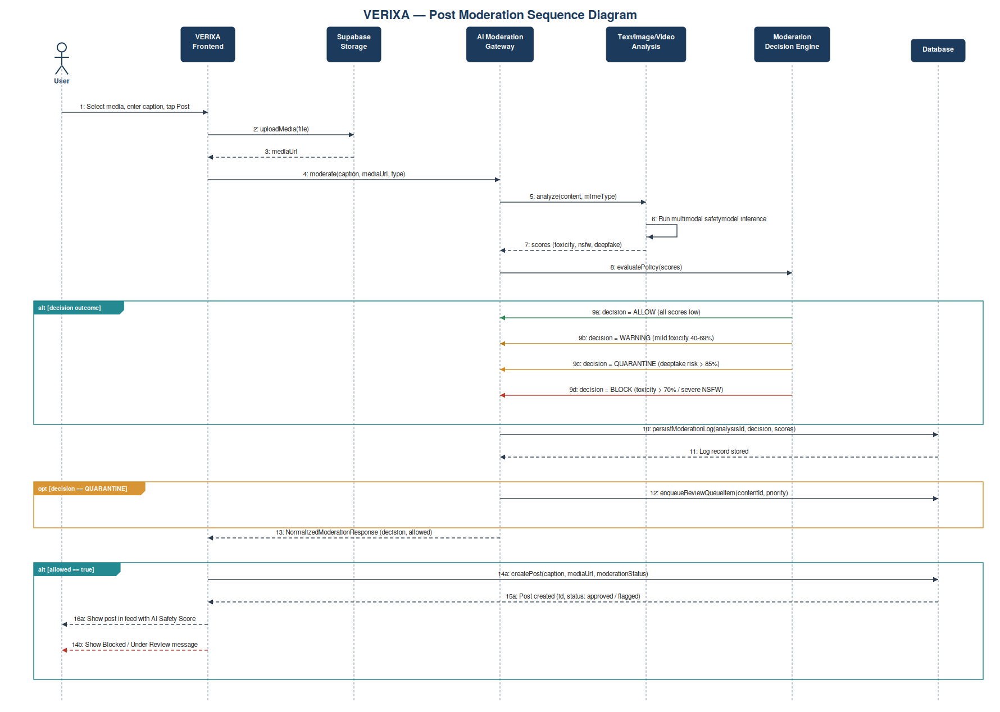 VERIXA — Post Moderation Sequence Diagram
VERIXA
Frontend
Supabase
Storage
AI Moderation
Gateway
Text/Image/Video
Analysis
Moderation
Decision Engine
Database
User
1: Select media, enter caption, tap Post
2: uploadMedia(file)
3: mediaUrl
4: moderate(caption, mediaUrl, type)
5: analyze(content, mimeType)
6: Run multimodal safetymodel inference
7: scores (toxicity, nsfw, deepfake)
8: evaluatePolicy(scores)
alt [decision outcome]
9a: decision = ALLOW (all scores low)
9b: decision = WARNING (mild toxicity 40-69%)
9c: decision = QUARANTINE (deepfake risk > 85%)
9d: decision = BLOCK (toxicity > 70% / severe NSFW)
10: persistModerationLog(analysisId, decision, scores)
11: Log record stored
opt [decision == QUARANTINE]
12: enqueueReviewQueueItem(contentId, priority)
13: NormalizedModerationResponse (decision, allowed)
alt [allowed == true]
14a: createPost(caption, mediaUrl, moderationStatus)
15a: Post created (id, status: approved / flagged)
16a: Show post in feed with AI Safety Score
14b: Show Blocked / Under Review message